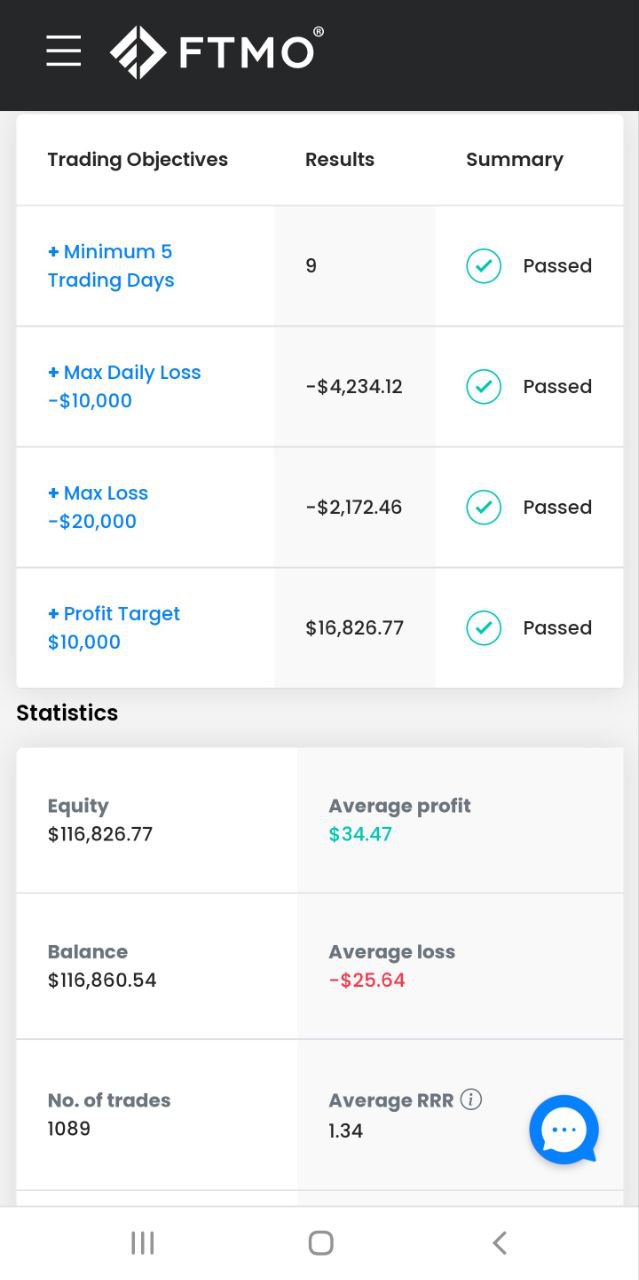 FTMO®
Trading Objectives Results Summary
+ Minimum 5
Trading Days
9 Passed
+ Max Daily Loss
-$10,000
-$4,234.12 Passed
+ Max Loss
-$20,000
-$2,172.46 Passed
+ Profit Target
$10,000
$16,826.77 Passed
Statistics
Equity
$116,826.77
Average profit
$34.47
Balance
$116,860.54
Average loss
-$25.64
No. of trades
1089
Average RRR
1.34